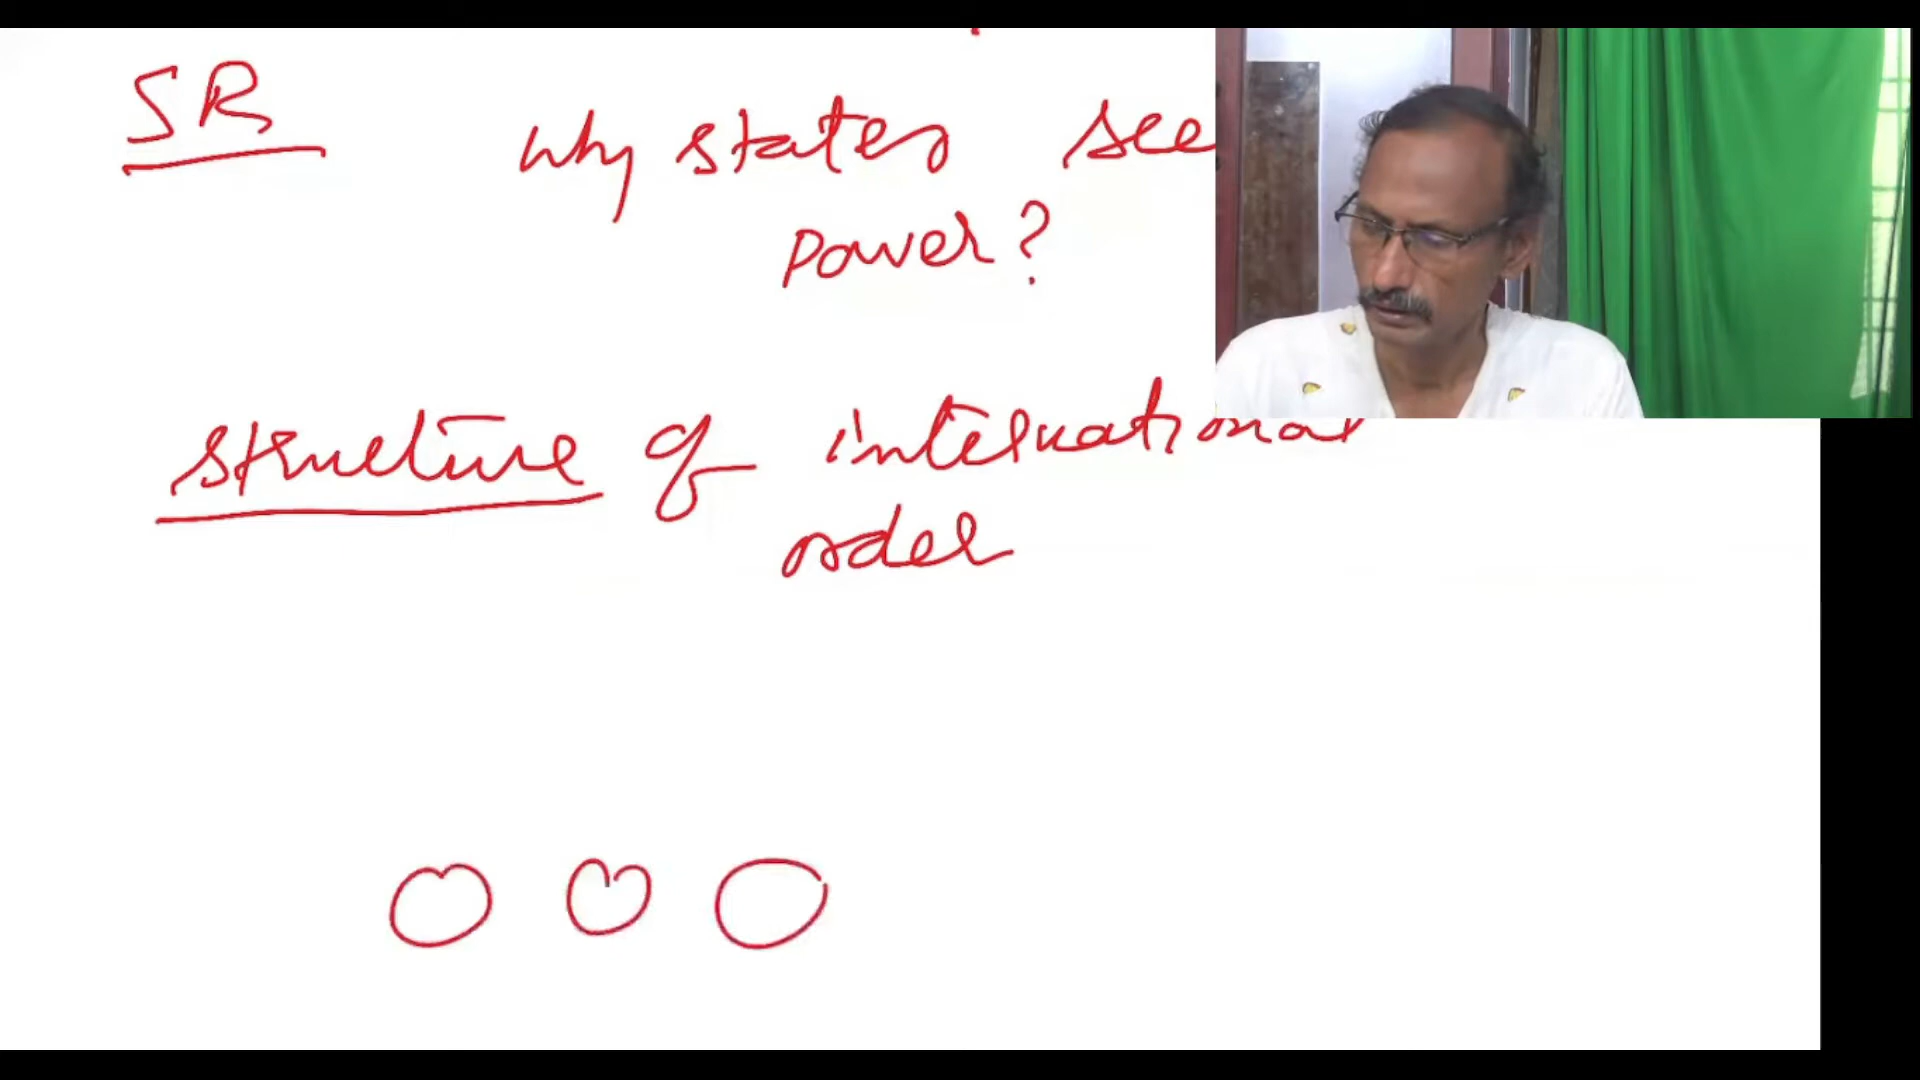 SR
why states see
power?
structure of international
order